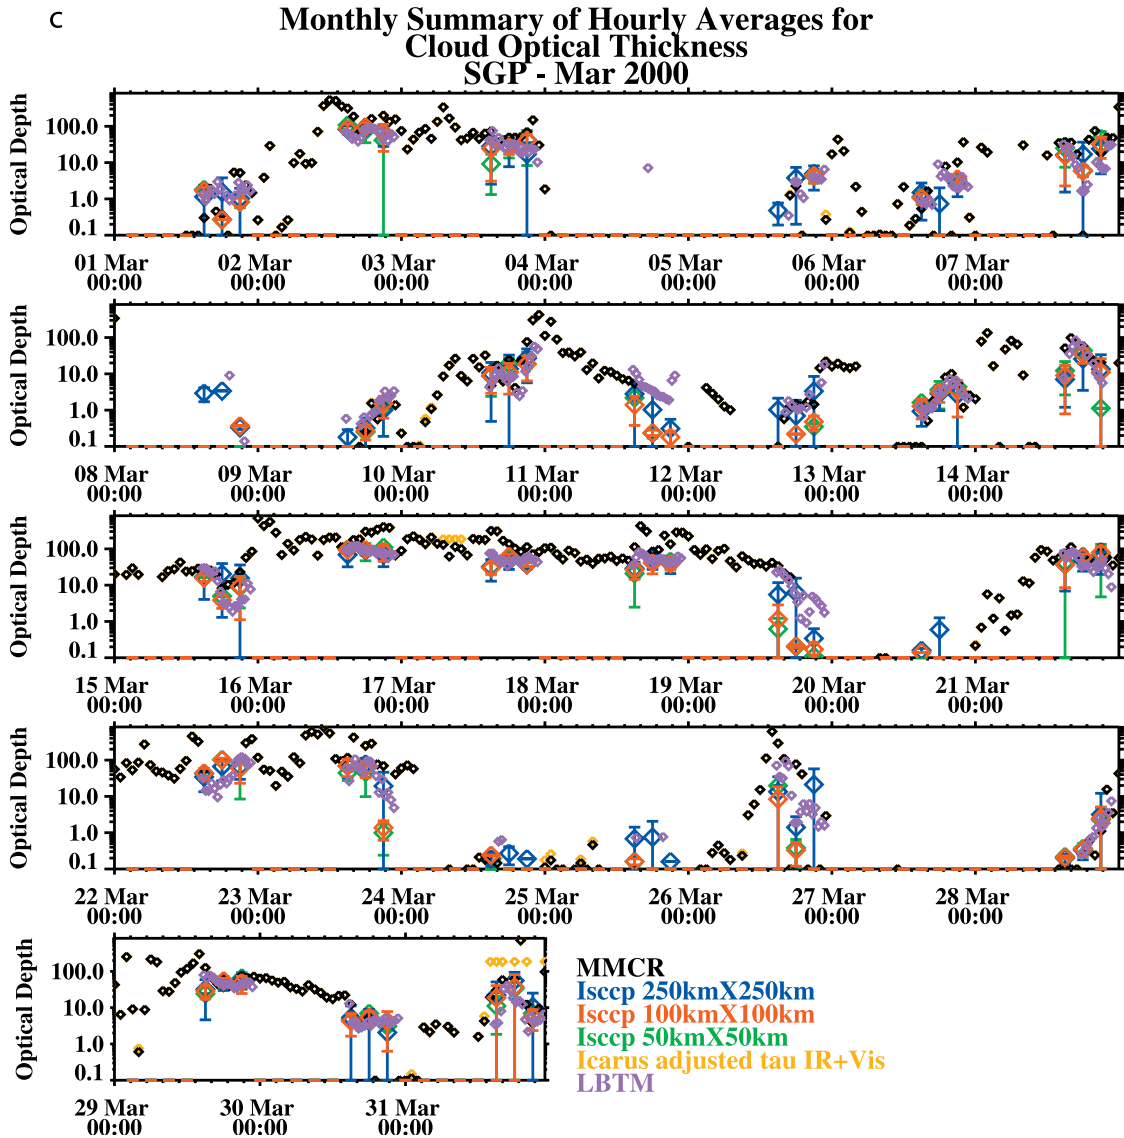 c
Monthly Summary of Hourly Averages for
Cloud Optical Thickness
SGP - Mar 2000
Optical Depth
100.0
10.0
1.0
0.1
01 Mar 02 Mar 03 Mar 04 Mar 05 Mar 06 Mar 07 Mar
00:00 00:00 00:00 00:00 00:00 00:00 00:00
Optical Depth
100.0
10.0
1.0
0.1
08 Mar 09 Mar 10 Mar 11 Mar 12 Mar 13 Mar 14 Mar
00:00 00:00 00:00 00:00 00:00 00:00 00:00
Optical Depth
100.0
10.0
1.0
0.1
15 Mar 16 Mar 17 Mar 18 Mar 19 Mar 20 Mar 21 Mar
00:00 00:00 00:00 00:00 00:00 00:00 00:00
Optical Depth
100.0
10.0
1.0
0.1
22 Mar 23 Mar 24 Mar 25 Mar 26 Mar 27 Mar 28 Mar
00:00 00:00 00:00 00:00 00:00 00:00 00:00
Optical Depth
100.0
10.0
1.0
0.1
29 Mar 30 Mar 31 Mar
00:00 00:00 00:00
MMCR
Isccp 250kmX250km
Isccp 100kmX100km
Isccp 50kmX50km
Icarus adjusted tau IR+Vis
LBTM